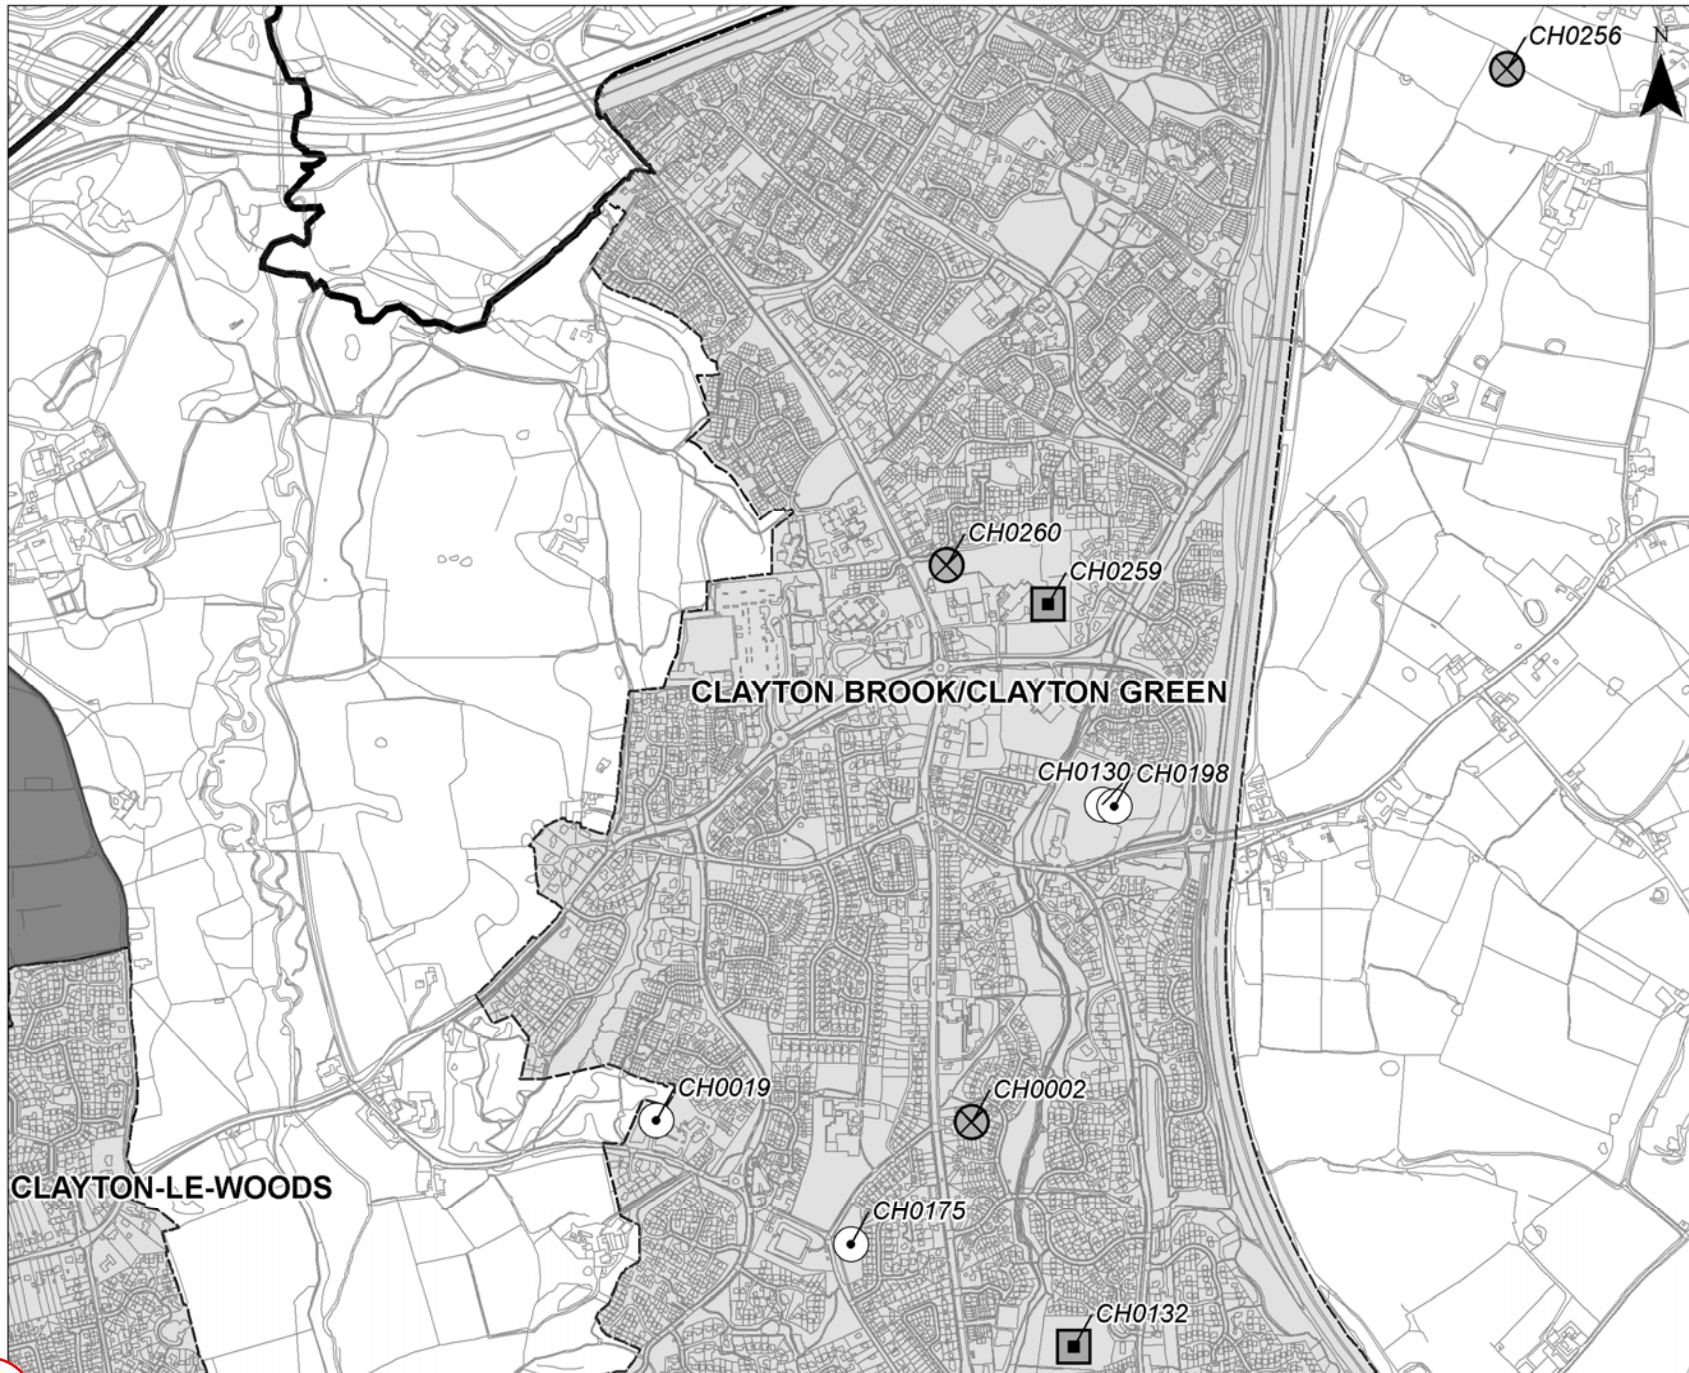 CH0256
N
CH0260
CH0259
CLAYTON BROOK/CLAYTON GREEN
CH0130 CH0198
CH0019
CH0002
CLAYTON-LE-WOODS
CH0175
CH0132